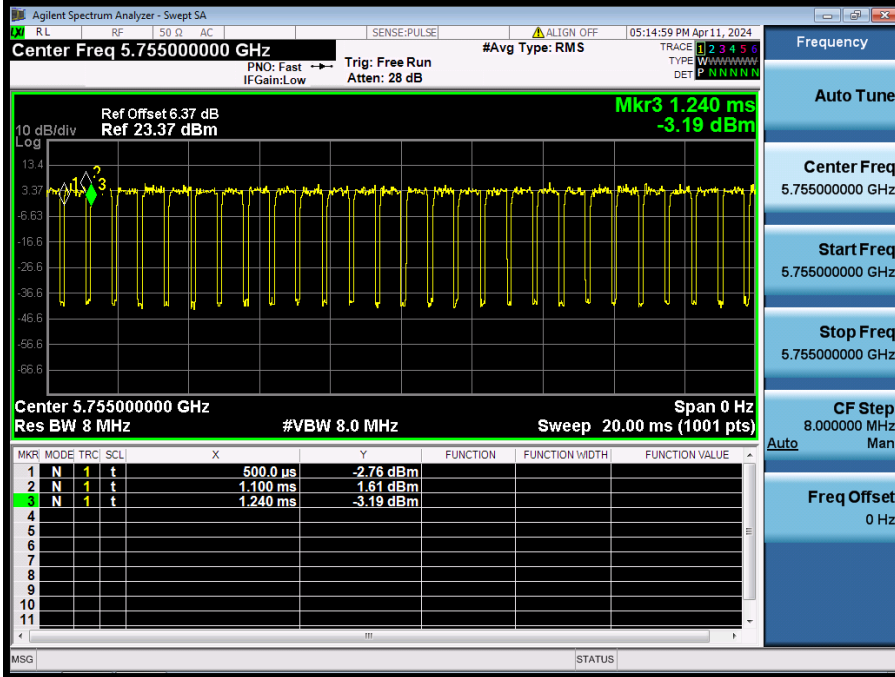 Agilent Spectrum Analyzer - Swept SA
LXI RL RF 50 Ω AC SENSE:PULSE ALIGN OFF 05:14:59 PM Apr 11, 2024
Center Freq 5.755000000 GHz
PNO: Fast
IFGain:Low
Trig: Free Run
Atten: 28 dB
#Avg Type: RMS
TRACE 1 2 3 4 5 6
TYPE WWWWWW
DET P N N N N N
Ref Offset 6.37 dB
10 dB/div Ref 23.37 dBm
Log
Mkr3 1.240 ms
-3.19 dBm
13.4
3.37
-6.63
-16.6
-26.6
-36.6
-46.6
-56.6
-66.6
1 2 3
Center 5.755000000 GHz Span 0 Hz
Res BW 8 MHz #VBW 8.0 MHz Sweep 20.00 ms (1001 pts)
MKR MODE TRC SCL X Y FUNCTION FUNCTION WIDTH FUNCTION VALUE
1 N 1 t 500.0 µs -2.76 dBm
2 N 1 t 1.100 ms 1.61 dBm
3 N 1 t 1.240 ms -3.19 dBm
4
5
6
7
8
9
10
11
MSG STATUS
Frequency
Auto Tune
Center Freq
5.755000000 GHz
Start Freq
5.755000000 GHz
Stop Freq
5.755000000 GHz
CF Step
8.000000 MHz
Auto Man
Freq Offset
0 Hz